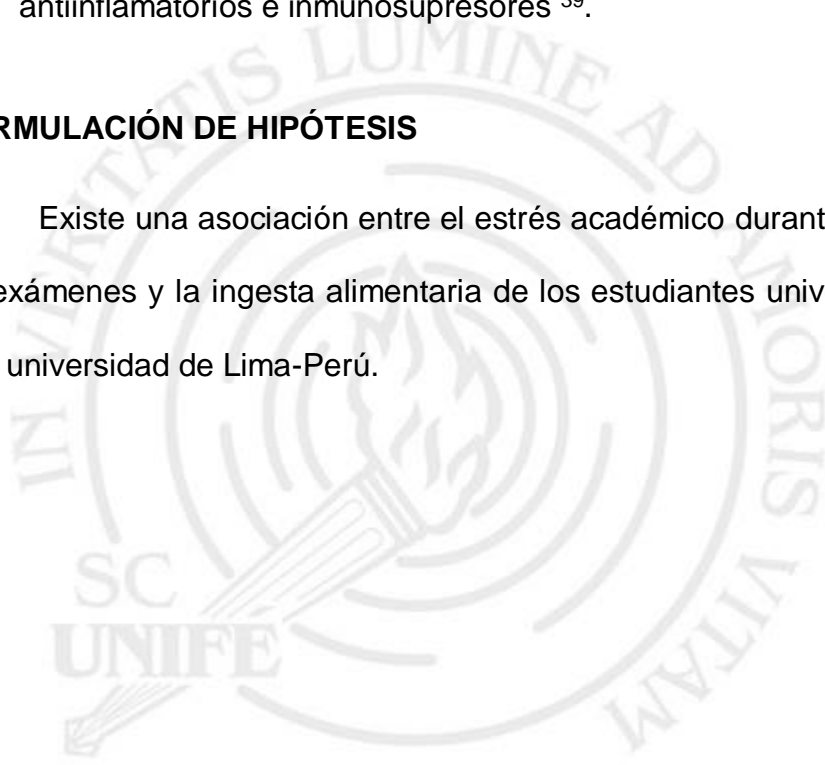 antiinflamatorios e inmunosupresores ³⁹.
RMULACIÓN DE HIPÓTESIS
Existe una asociación entre el estrés académico durant
exámenes y la ingesta alimentaria de los estudiantes univ
universidad de Lima-Perú.
IN VERITATIS LUMINE AD AMORIS VITAM
SC
UNIFE